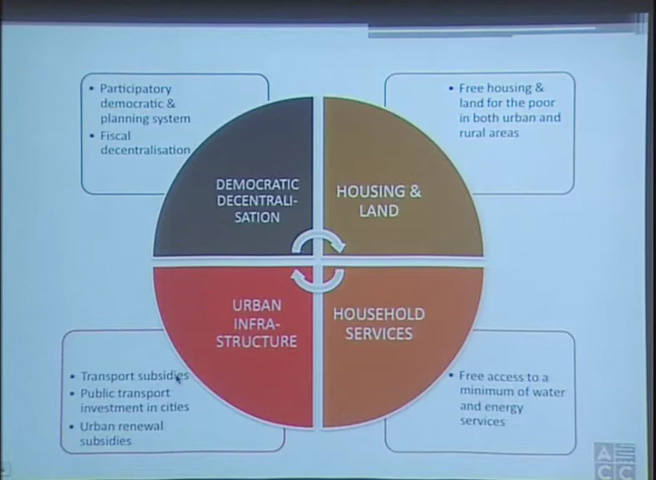 • Participatory
democratic &
planning system
• Fiscal
decentralisation
• Free housing &
land for the poor
in both urban and
rural areas
DEMOCRATIC
DECENTRALI-
SATION
HOUSING &
LAND
URBAN
INFRA-
STRUCTURE
HOUSEHOLD
SERVICES
• Transport subsidies
• Public transport
investment in cities
• Urban renewal
subsidies
• Free access to a
minimum of water
and energy
services
A
C C